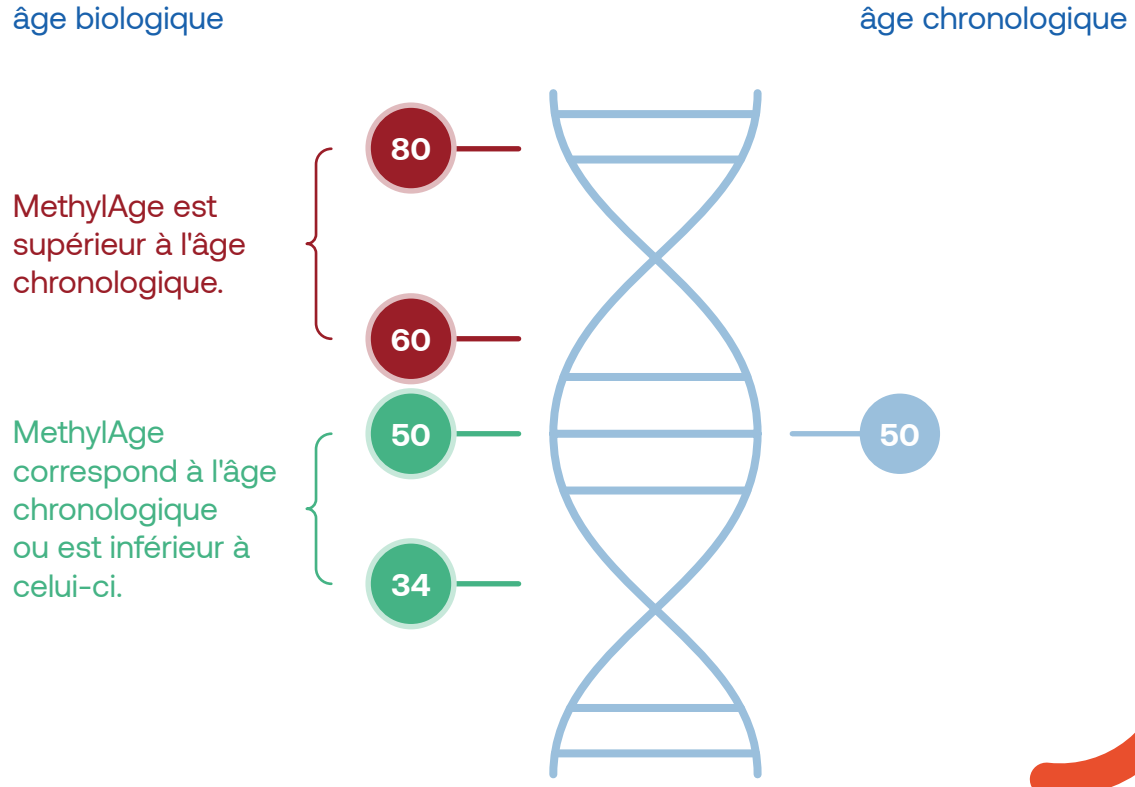 âge biologique
âge chronologique
80
MethylAge est
supérieur à l'âge
chronologique.
60
MethylAge
correspond à l'âge
chronologique
ou est inférieur à
celui-ci.
50
50
34